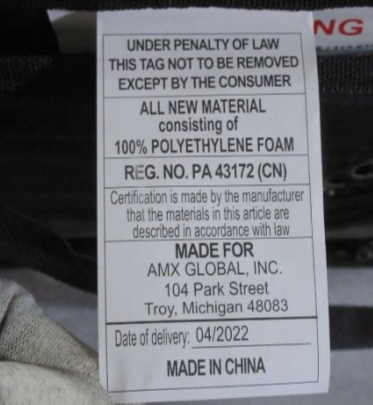 NG
UNDER PENALTY OF LAW
THIS TAG NOT TO BE REMOVED
EXCEPT BY THE CONSUMER
ALL NEW MATERIAL
consisting of
100% POLYETHYLENE FOAM
REG. NO. PA 43172 (CN)
Certification is made by the manufacturer
that the materials in this article are
described in accordance with law
MADE FOR
AMX GLOBAL, INC.
104 Park Street
Troy, Michigan 48083
Date of delivery: 04/2022
MADE IN CHINA